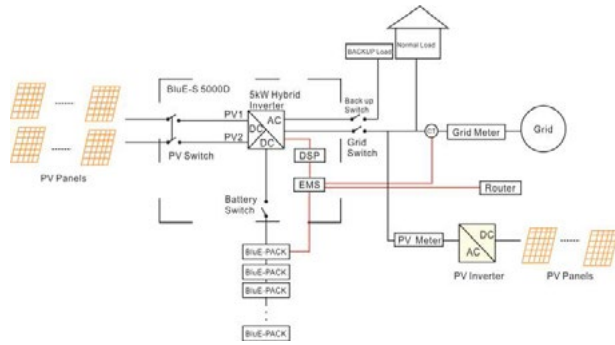 BACKUP Load
Normal Load
BluE-S 5000D
5kW Hybrid
Inverter
PV1
PV2
AC
DC
DC
Back up
Switch
Grid
Switch
PV Switch
PV Panels
DSP
EMS
CT
Grid Meter
Grid
Router
Battery
Switch
BluE-PACK
BluE-PACK
BluE-PACK
BluE-PACK
PV Meter
DC
AC
PV Inverter
PV Panels